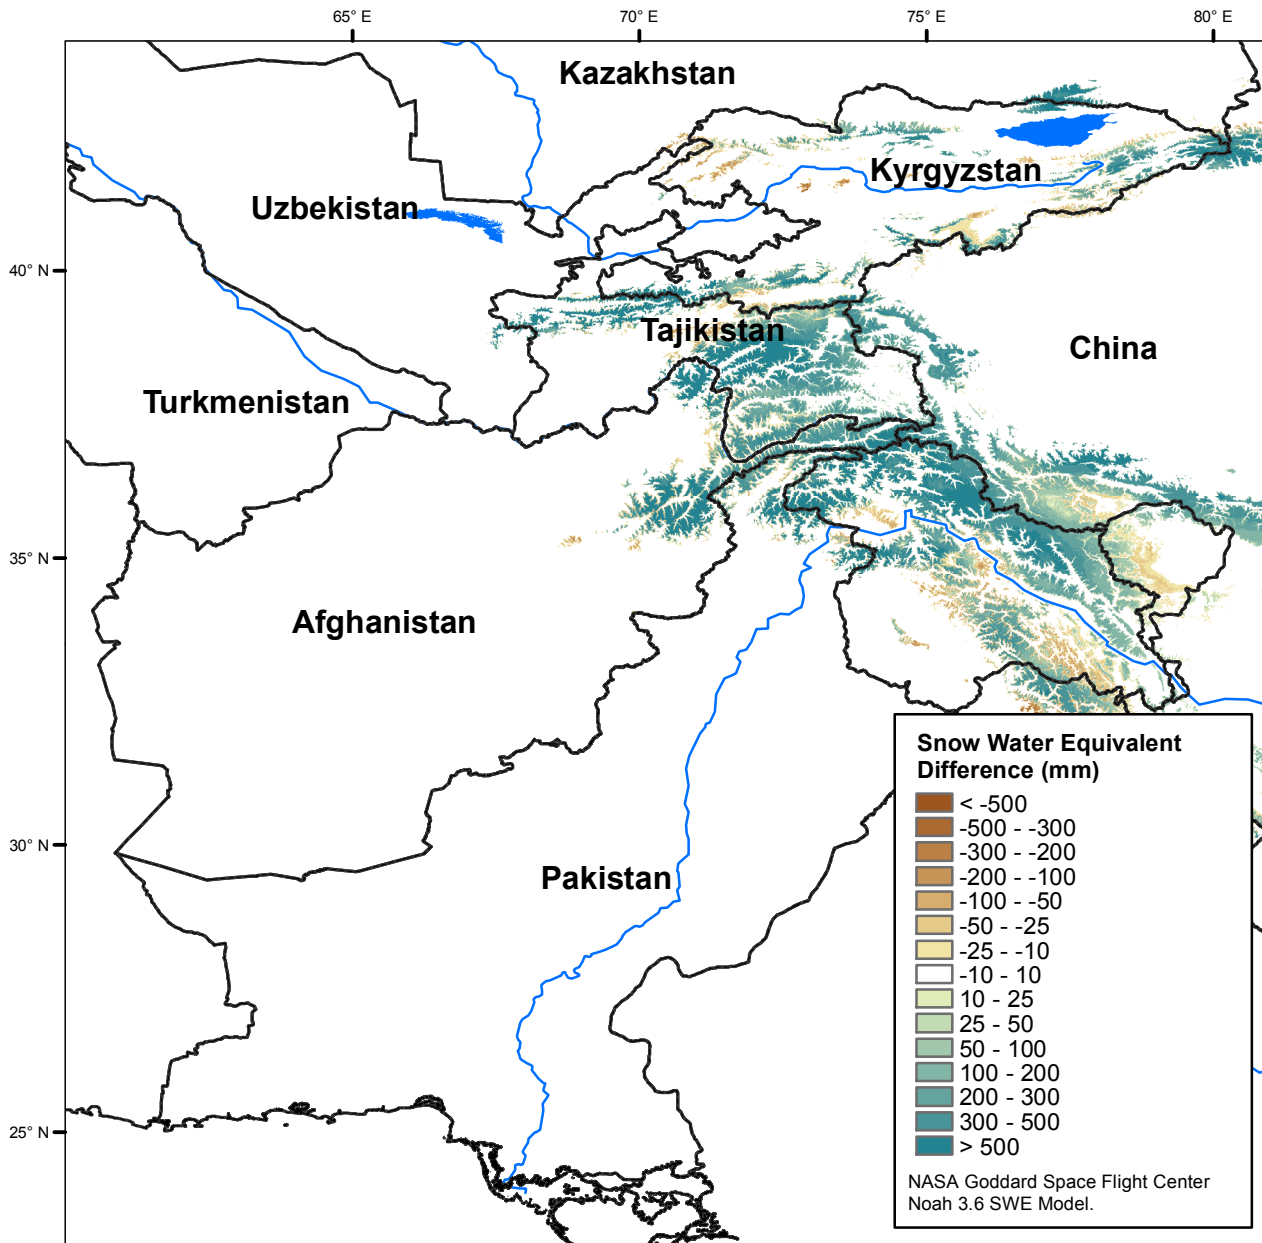 65° E
70° E
75° E
80° E
Kazakhstan
Kyrgyzstan
Uzbekistan
40° N
Tajikistan
China
Turkmenistan
35° N
Afghanistan
30° N
Pakistan
25° N
Snow Water Equivalent
Difference (mm)
< -500
-500 - -300
-300 - -200
-200 - -100
-100 - -50
-50 - -25
-25 - -10
-10 - 10
10 - 25
25 - 50
50 - 100
100 - 200
200 - 300
300 - 500
> 500
NASA Goddard Space Flight Center
Noah 3.6 SWE Model.